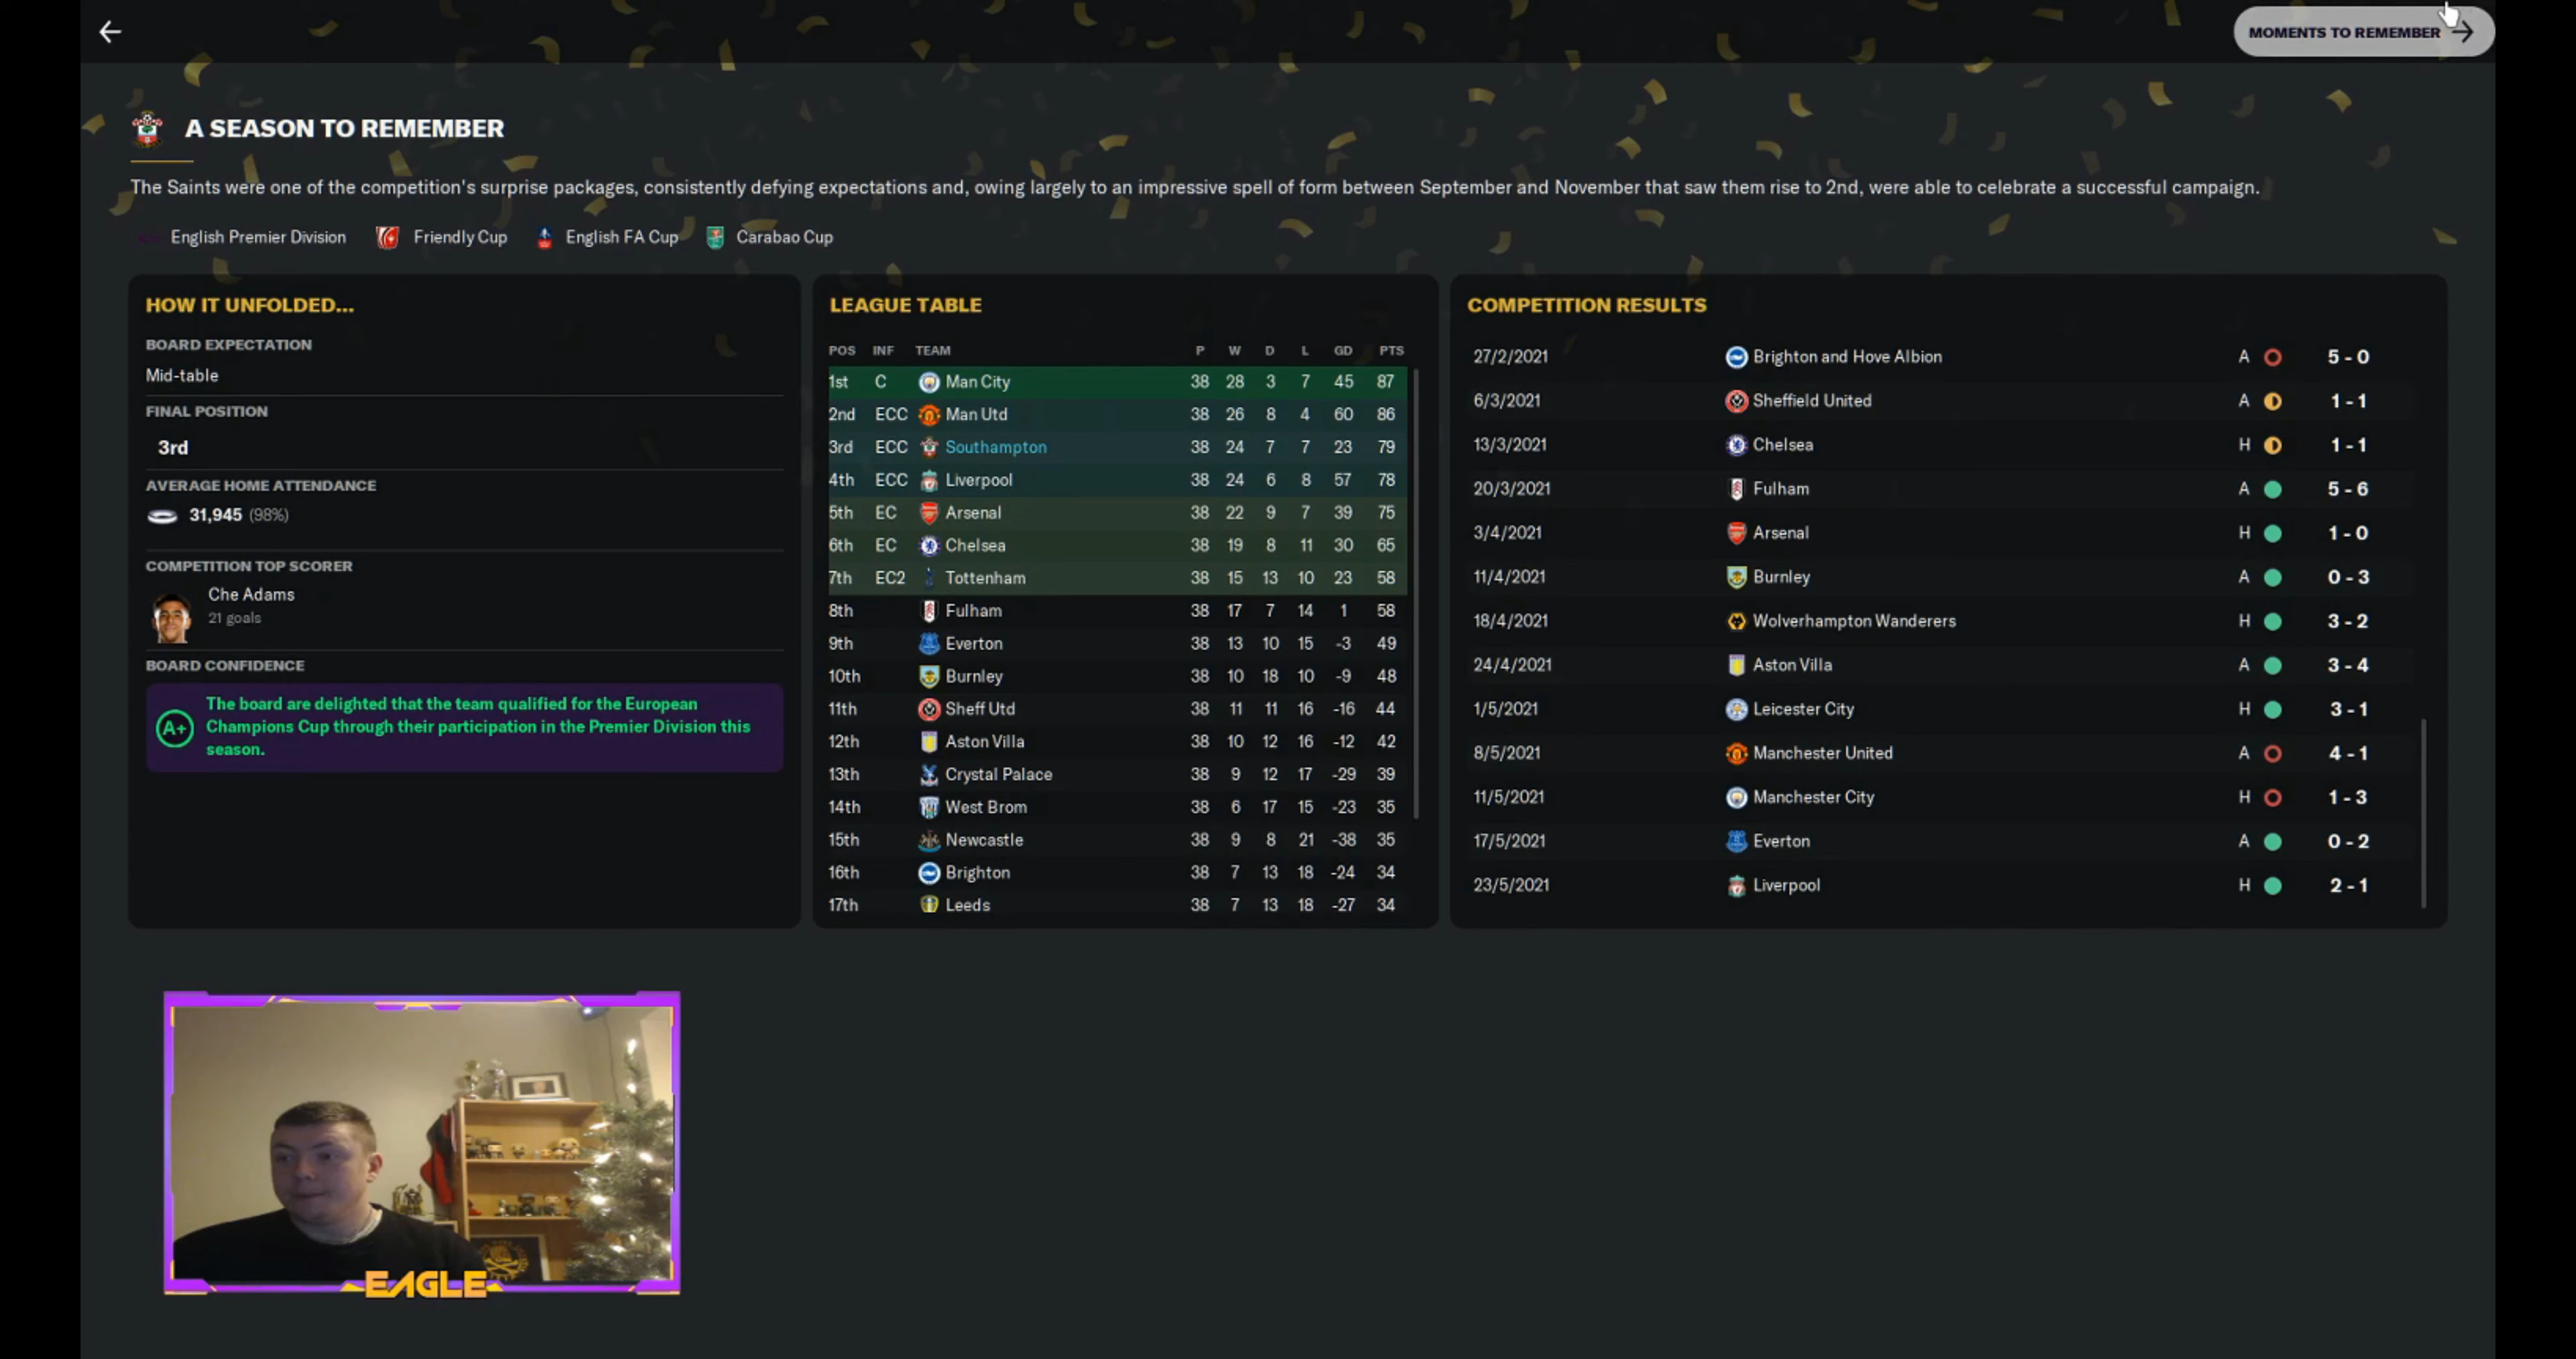 MOMENTS TO REMEMBER
A SEASON TO REMEMBER
The Saints were one of the competition's surprise packages, consistently defying expectations and, owing largely to an impressive spell of form between September and November that saw them rise to 2nd, were able to celebrate a successful campaign.
English Premier Division Friendly Cup English FA Cup Carabao Cup
HOW IT UNFOLDED...
BOARD EXPECTATION
Mid-table
FINAL POSITION
3rd
AVERAGE HOME ATTENDANCE
31,945 (98%)
COMPETITION TOP SCORER
Che Adams
21 goals
BOARD CONFIDENCE
A+
The board are delighted that the team qualified for the European
Champions Cup through their participation in the Premier Division this
season.
LEAGUE TABLE
POS INF TEAM P W D L GD PTS
1st C Man City 38 28 3 7 45 87
2nd ECC Man Utd 38 26 8 4 60 86
3rd ECC Southampton 38 24 7 7 23 79
4th ECC Liverpool 38 24 6 8 57 78
5th EC Arsenal 38 22 9 7 39 75
6th EC Chelsea 38 19 8 11 30 65
7th EC2 Tottenham 38 15 13 10 23 58
8th Fulham 38 17 7 14 1 58
9th Everton 38 13 10 15 -3 49
10th Burnley 38 10 18 10 -9 48
11th Sheff Utd 38 11 11 16 -16 44
12th Aston Villa 38 10 12 16 -12 42
13th Crystal Palace 38 9 12 17 -29 39
14th West Brom 38 6 17 15 -23 35
15th Newcastle 38 9 8 21 -38 35
16th Brighton 38 7 13 18 -24 34
17th Leeds 38 7 13 18 -27 34
COMPETITION RESULTS
27/2/2021 Brighton and Hove Albion A 5 - 0
6/3/2021 Sheffield United A 1 - 1
13/3/2021 Chelsea H 1 - 1
20/3/2021 Fulham A 5 - 6
3/4/2021 Arsenal H 1 - 0
11/4/2021 Burnley A 0 - 3
18/4/2021 Wolverhampton Wanderers H 3 - 2
24/4/2021 Aston Villa A 3 - 4
1/5/2021 Leicester City H 3 - 1
8/5/2021 Manchester United A 4 - 1
11/5/2021 Manchester City H 1 - 3
17/5/2021 Everton A 0 - 2
23/5/2021 Liverpool H 2 - 1
EAGLE